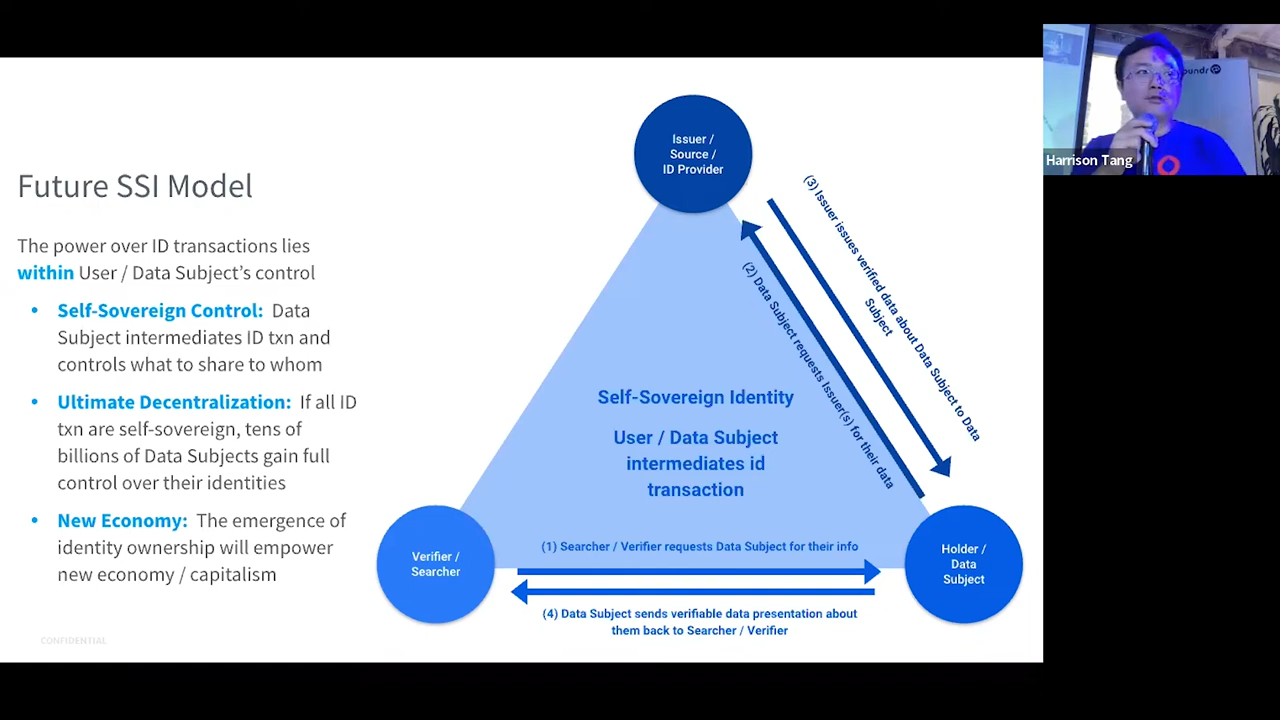 Future SSI Model
The power over ID transactions lies
within User / Data Subject's control
• Self-Sovereign Control: Data
Subject intermediates ID txn and
controls what to share to whom
• Ultimate Decentralization: If all ID
txn are self-sovereign, tens of
billions of Data Subjects gain full
control over their identities
• New Economy: The emergence of
identity ownership will empower
new economy / capitalism
CONFIDENTIAL
Issuer /
Source /
ID Provider
(3) Issuer issues verified data about Data Subject to Data
Subject
(2) Data Subject requests Issuer(s) for their data
Self-Sovereign Identity
User / Data Subject
intermediates id
transaction
Verifier /
Searcher
(1) Searcher / Verifier requests Data Subject for their info
(4) Data Subject sends verifiable data presentation about
them back to Searcher / Verifier
Holder /
Data
Subject
Harrison Tang